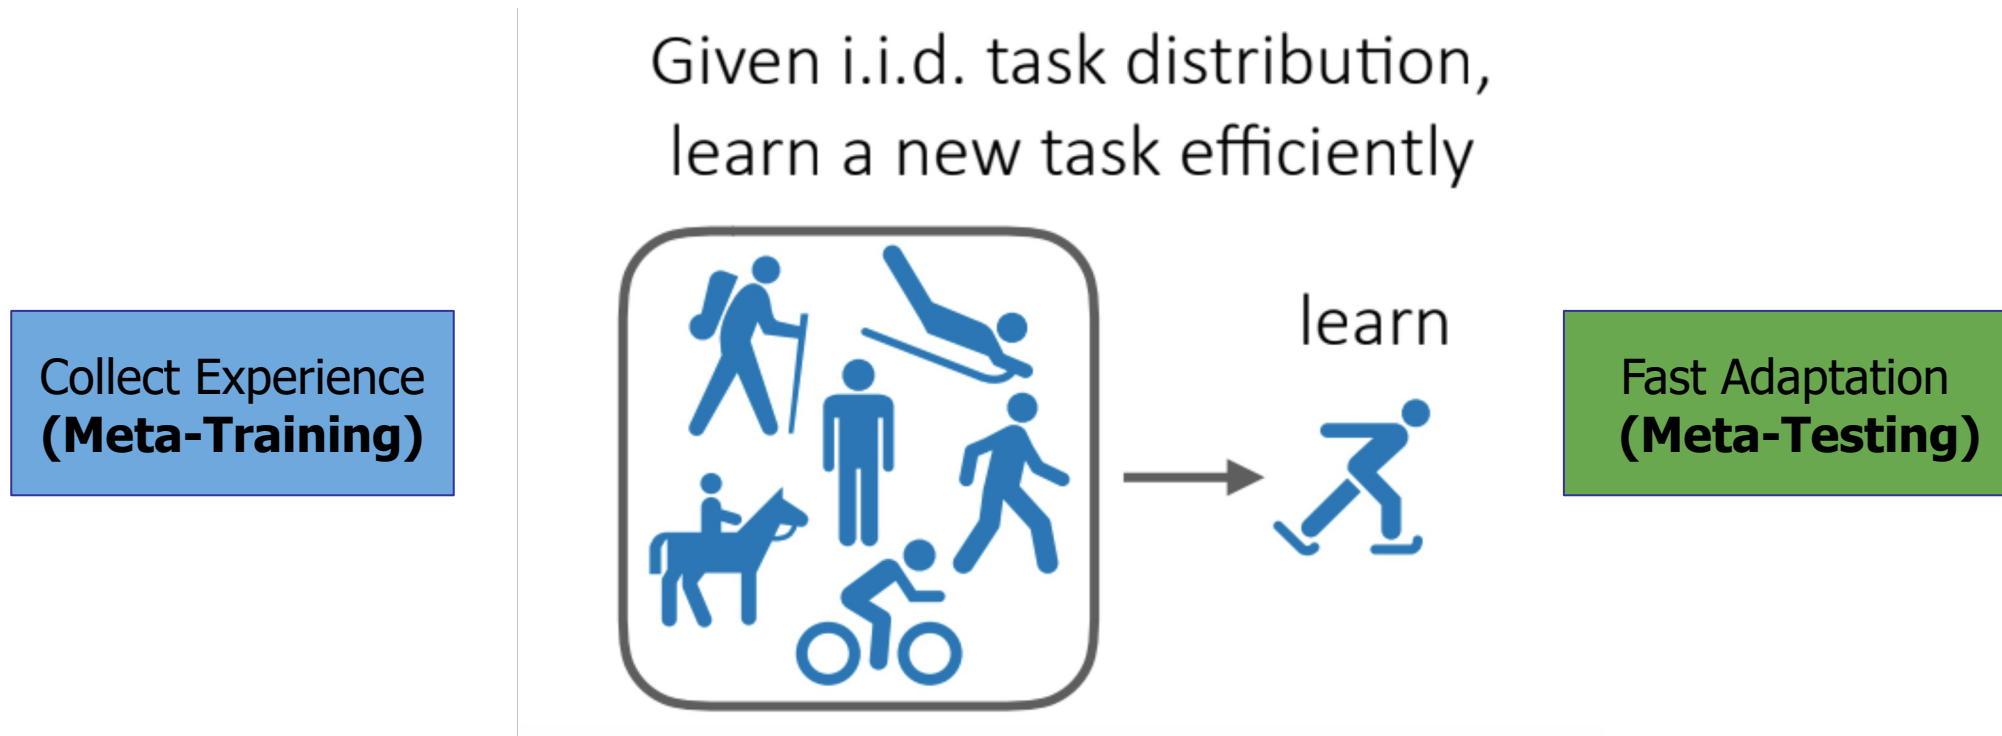 Given i.i.d. task distribution,
learn a new task efficiently
Collect Experience
(Meta-Training)
learn
Fast Adaptation
(Meta-Testing)